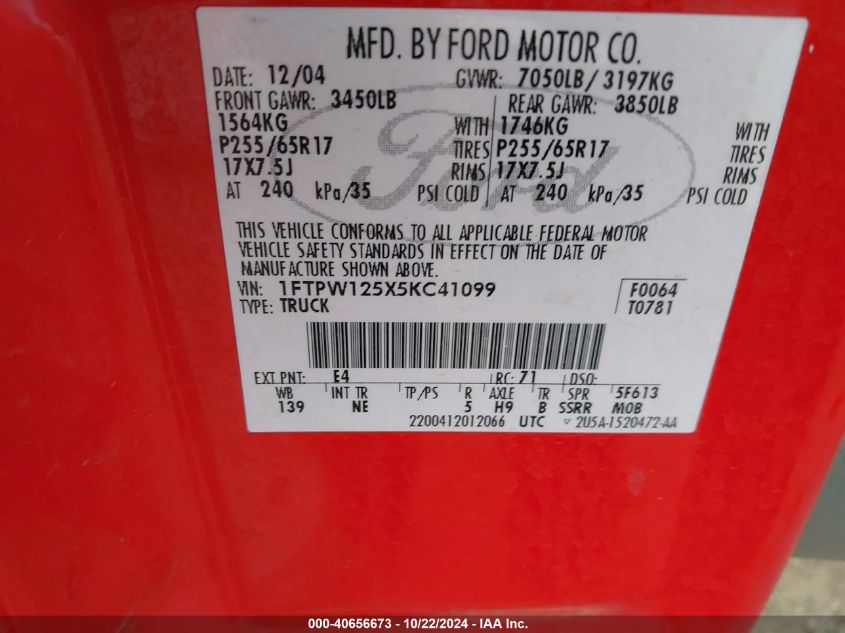 MFD. BY FORD MOTOR CO.
DATE: 12/04 GVWR: 7050LB/ 3197KG
FRONT GAWR: 3450LB REAR GAWR: 3850LB
1564KG WITH 1746KG WITH
P255/65R17 TIRES P255/65R17 TIRES
17X7.5J RIMS 17X7.5J RIMS
AT 240 kPa/35 PSI COLD AT 240 kPa/35 PSI COLD
Ford
THIS VEHICLE CONFORMS TO ALL APPLICABLE FEDERAL MOTOR
VEHICLE SAFETY STANDARDS IN EFFECT ON THE DATE OF
MANUFACTURE SHOWN ABOVE.
VIN: 1FTPW125X5KC41099 F0064
TYPE: TRUCK T0781
EXT PNT: E4 RC: 71 DSO:
WB INT TR TP/PS R AXLE TR SPR 5F613
139 NE 5 H9 B SSRR MOB
2200412012066 UTC ▽ 2U5A-1520472-AA
000-40656673 - 10/22/2024 - IAA Inc.